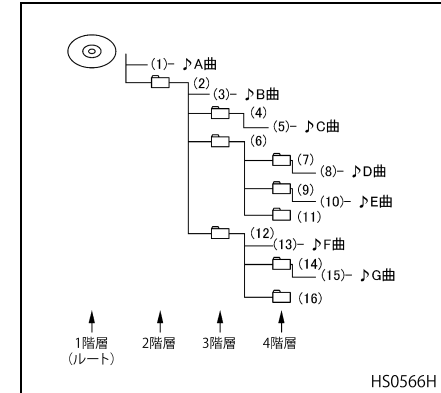 (1)- ♪A曲
(2)
(3)- ♪B曲
(4)
(5)- ♪C曲
(6)
(7)
(8)- ♪D曲
(9)
(10)- ♪E曲
(11)
(12)
(13)- ♪F曲
(14)
(15)- ♪G曲
(16)
1階層 2階層 3階層 4階層
(ルート)
HS0566H